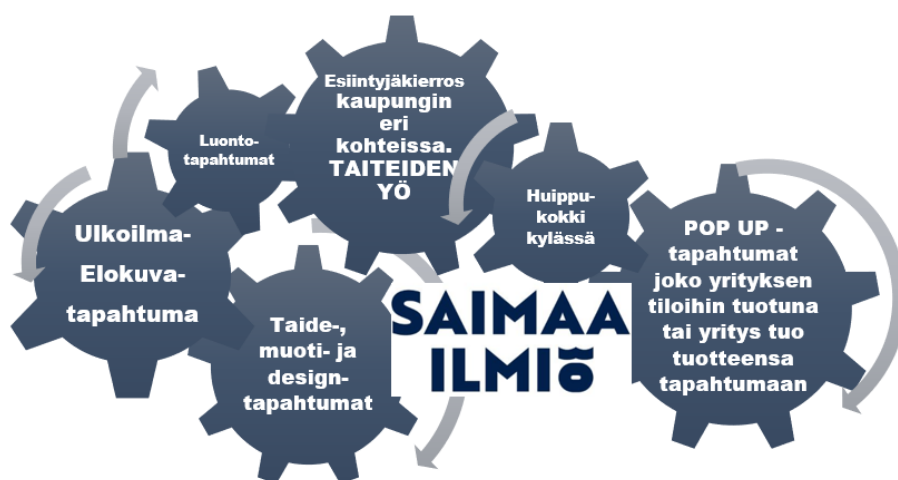 Ulkoilma-
Elokuva-
tapahtuma
Luonto-
tapahtumat
Taide-,
muoti- ja
design-
tapahtumat
Esiintyjäkierros
kaupungin
eri
kohteissa.
TAITEIDEN
YÖ
Huippu-
kokki
kylässä
SAIMAA
ILMIÖ
POP UP -
tapahtumat
joko yrityksen
tiloihin tuotuna
tai yritys tuo
tuotteensa
tapahtumaan